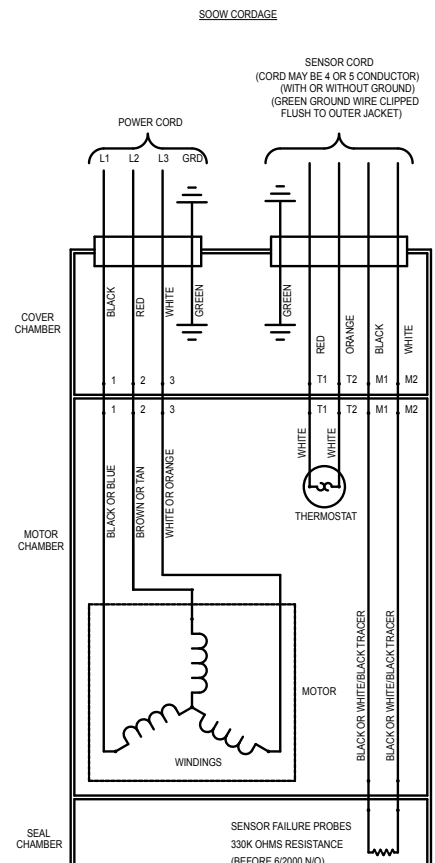 SOOW CORDAGE
SENSOR CORD
(CORD MAY BE 4 OR 5 CONDUCTOR)
(WITH OR WITHOUT GROUND)
(GREEN GROUND WIRE CLIPPED
FLUSH TO OUTER JACKET)
POWER CORD
L1 L2 L3 GRD
COVER
CHAMBER
BLACK
RED
WHITE
GREEN
GREEN
RED
ORANGE
BLACK
WHITE
1 2 3 T1 T2 M1 M2
1 2 3 T1 T2 M1 M2
MOTOR
CHAMBER
BLACK OR BLUE
BROWN OR TAN
WHITE OR ORANGE
WHITE
WHITE
THERMOSTAT
BLACK OR WHITE/BLACK TRACER
BLACK OR WHITE/BLACK TRACER
MOTOR
WINDINGS
SEAL
CHAMBER
SENSOR FAILURE PROBES
330K OHMS RESISTANCE
(BEFORE 6/2000 N/O)